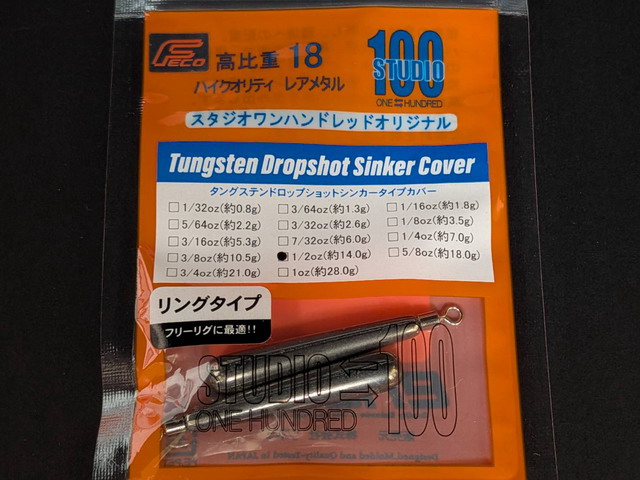 FECO
高比重 18
ハイクオリティ レアメタル
100
STUDIO
ONE HUNDRED
スタジオワンハンドレッドオリジナル
Tungsten Dropshot Sinker Cover
タングステンドロップショットシンカータイプカバー
1/32oz(約0.8g) 3/64oz(約1.3g) 1/16oz(約1.8g)
5/64oz(約2.2g) 3/32oz(約2.6g) 1/8oz(約3.5g)
3/16oz(約5.3g) 7/32oz(約6.0g) 1/4oz(約7.0g)
3/8oz(約10.5g) 1/2oz(約14.0g) 5/8oz(約18.0g)
3/4oz(約21.0g) 1oz(約28.0g)
リングタイプ
フリーリグに最適!!
STUDIO 100
ONE HUNDRED
Designed, Molded and Quality-Tested in JAPAN